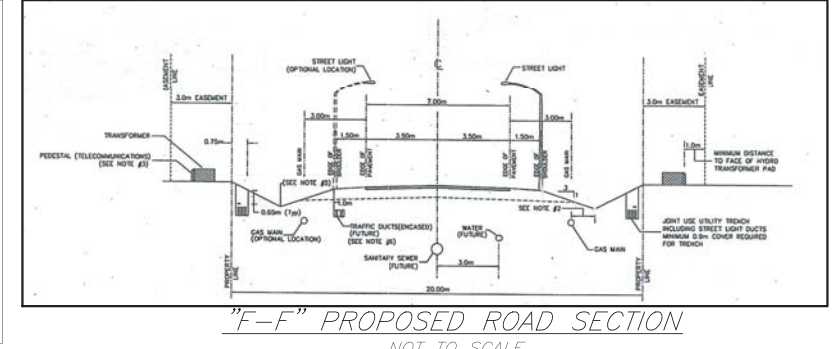 STREET LIGHT
(OPTIONAL LOCATION)
STREET LIGHT
EASEMENT
LINE
EASEMENT
LINE
3.0m EASEMENT
7.00m
3.0m EASEMENT
3.00m
3.00m
TRANSFORMER
0.75m
1.50m
3.50m
3.50m
1.50m
1.0m
PEDESTAL (TELECOMMUNICATIONS)
(SEE NOTE #3)
GAS MAIN
EDGE OF
SHOULDER
EDGE OF
PAVEMENT
EDGE OF
PAVEMENT
EDGE OF
SHOULDER
GAS MAIN
MINIMUM DISTANCE
TO FACE OF HYDRO
TRANSFORMER PAD
(SEE NOTE #5)
3
1
0.65m (Typ)
1.0m
SEE NOTE #2
GAS MAIN
(OPTIONAL LOCATION)
TRAFFIC DUCTS(ENCASED)
(FUTURE)
(SEE NOTE #6)
WATER
(FUTURE)
GAS MAIN
JOINT USE UTILITY TRENCH
INCLUDING STREET LIGHT DUCTS
MINIMUM 0.9m COVER REQUIRED
FOR TRENCH
SANITARY SEWER
(FUTURE)
3.0m
PROPERTY
LINE
PROPERTY
LINE
20.00m
"F-F" PROPOSED ROAD SECTION
NOT TO SCALE